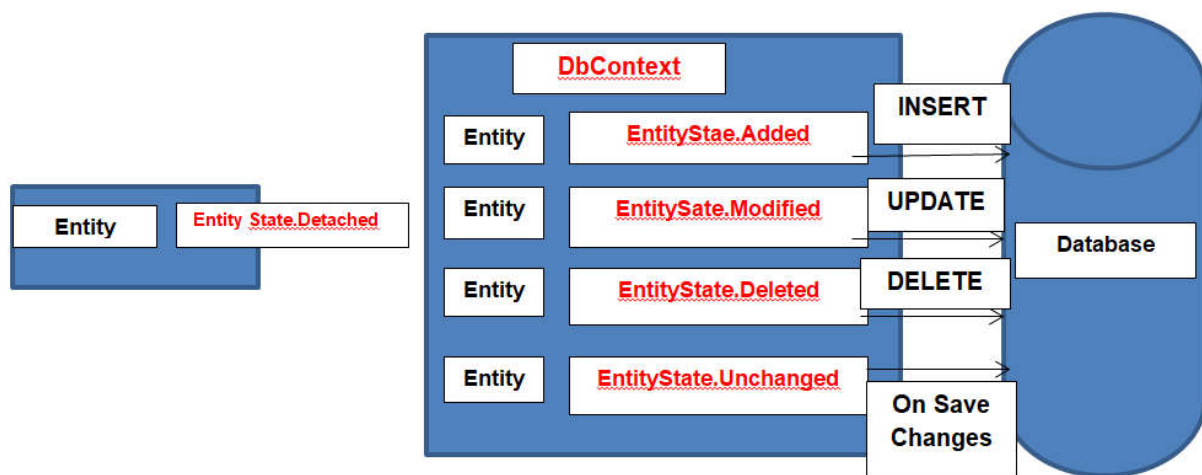 DbContext
INSERT
Entity
EntityStae.Added
UPDATE
Entity
EntitySate.Modified
Entity
Entity State.Detached
Database
DELETE
Entity
EntityState.Deleted
Entity
EntityState.Unchanged
On Save
Changes